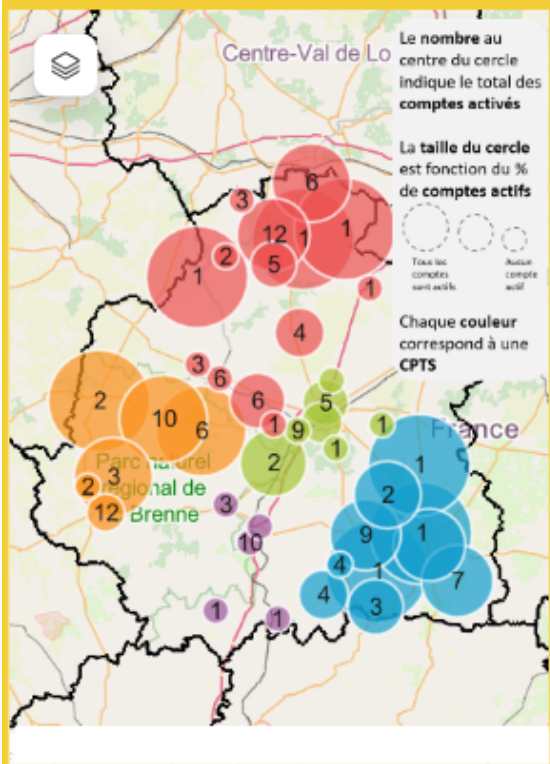 Centre-Val de Lo
Le nombre au
centre du cercle
indique le total des
comptes activés
La taille du cercle
est fonction du %
de comptes actifs
Tous les
comptes
sont actifs
Aucun
compte
actif
Chaque couleur
correspond à une
CPTS
6
3
12
1
1
2
5
1
1
4
3
6
6
2
10
6
1
9
5
1
1
2
France
1
3
Parc naturel
2
régional de
12
Brenne
2
3
10
9
1
4
1
7
4
3
1
1